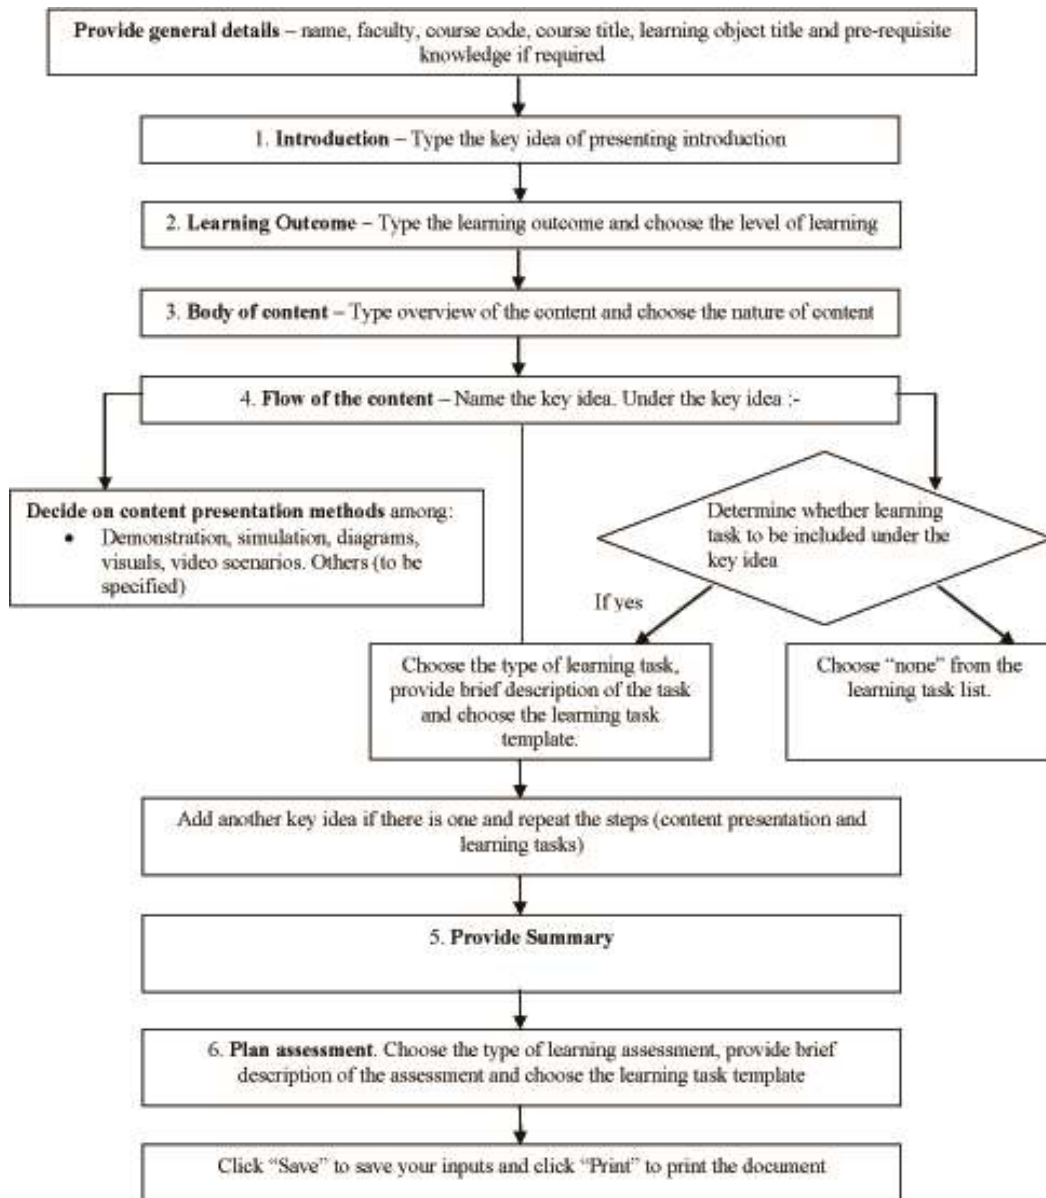 Provide general details – name, faculty, course code, course title, learning object title and pre-requisite
knowledge if required
1. Introduction – Type the key idea of presenting introduction
2. Learning Outcome – Type the learning outcome and choose the level of learning
3. Body of content – Type overview of the content and choose the nature of content
4. Flow of the content – Name the key idea. Under the key idea :-
Decide on content presentation methods among:
• Demonstration, simulation, diagrams,
visuals, video scenarios. Others (to be
specified)
Determine whether learning
task to be included under the
key idea
If yes
Choose the type of learning task,
provide brief description of the task
and choose the learning task
template.
Choose “none” from the
learning task list.
Add another key idea if there is one and repeat the steps (content presentation and
learning tasks)
5. Provide Summary
6. Plan assessment. Choose the type of learning assessment, provide brief
description of the assessment and choose the learning task template
Click “Save” to save your inputs and click “Print” to print the document